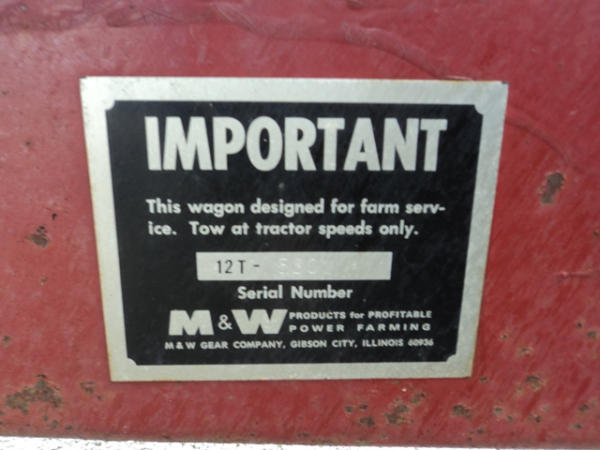 IMPORTANT
This wagon designed for farm serv-
ice. Tow at tractor speeds only.
12T-
Serial Number
M & W PRODUCTS for PROFITABLE
POWER FARMING
M & W GEAR COMPANY, GIBSON CITY, ILLINOIS 60936